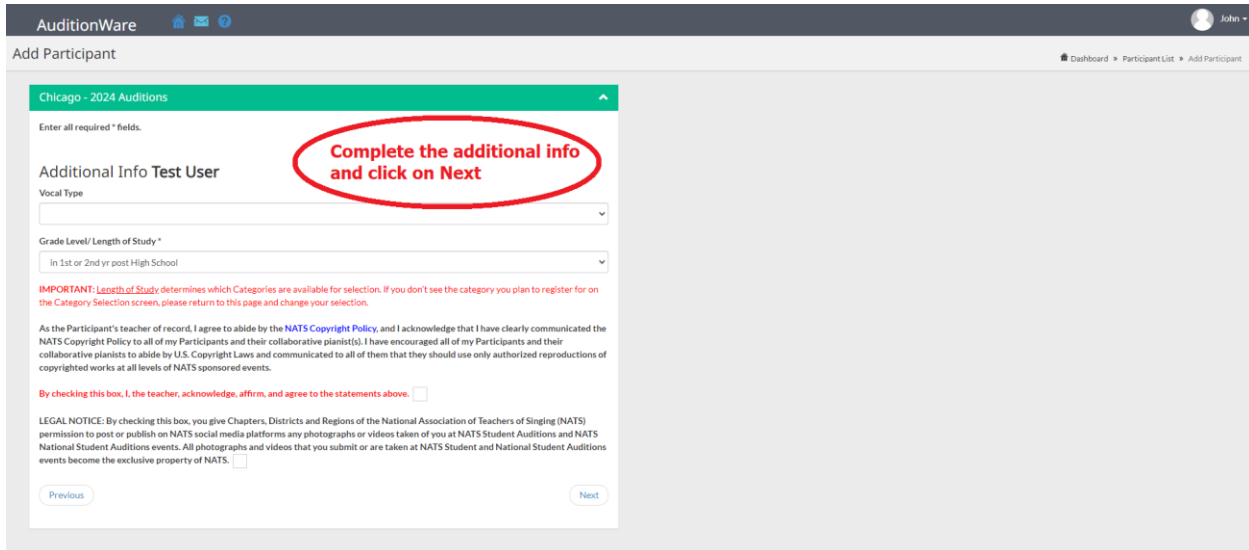 AuditionWare
John
Add Participant
Dashboard » Participant List » Add Participant
Chicago - 2024 Auditions
Enter all required * fields.
Complete the additional info
and click on Next
Additional Info Test User
Vocal Type
Grade Level/ Length of Study *
in 1st or 2nd yr post High School
IMPORTANT: Length of Study determines which Categories are available for selection. If you don't see the category you plan to register for on
the Category Selection screen, please return to this page and change your selection.
As the Participant's teacher of record, I agree to abide by the NATS Copyright Policy, and I acknowledge that I have clearly communicated the
NATS Copyright Policy to all of my Participants and their collaborative pianist(s). I have encouraged all of my Participants and their
collaborative pianists to abide by U.S. Copyright Laws and communicated to all of them that they should use only authorized reproductions of
copyrighted works at all levels of NATS sponsored events.
By checking this box, I, the teacher, acknowledge, affirm, and agree to the statements above.
LEGAL NOTICE: By checking this box, you give Chapters, Districts and Regions of the National Association of Teachers of Singing (NATS)
permission to post or publish on NATS social media platforms any photographs or videos taken of you at NATS Student Auditions and NATS
National Student Auditions events. All photographs and videos that you submit or are taken at NATS Student and National Student Auditions
events become the exclusive property of NATS.
Previous
Next